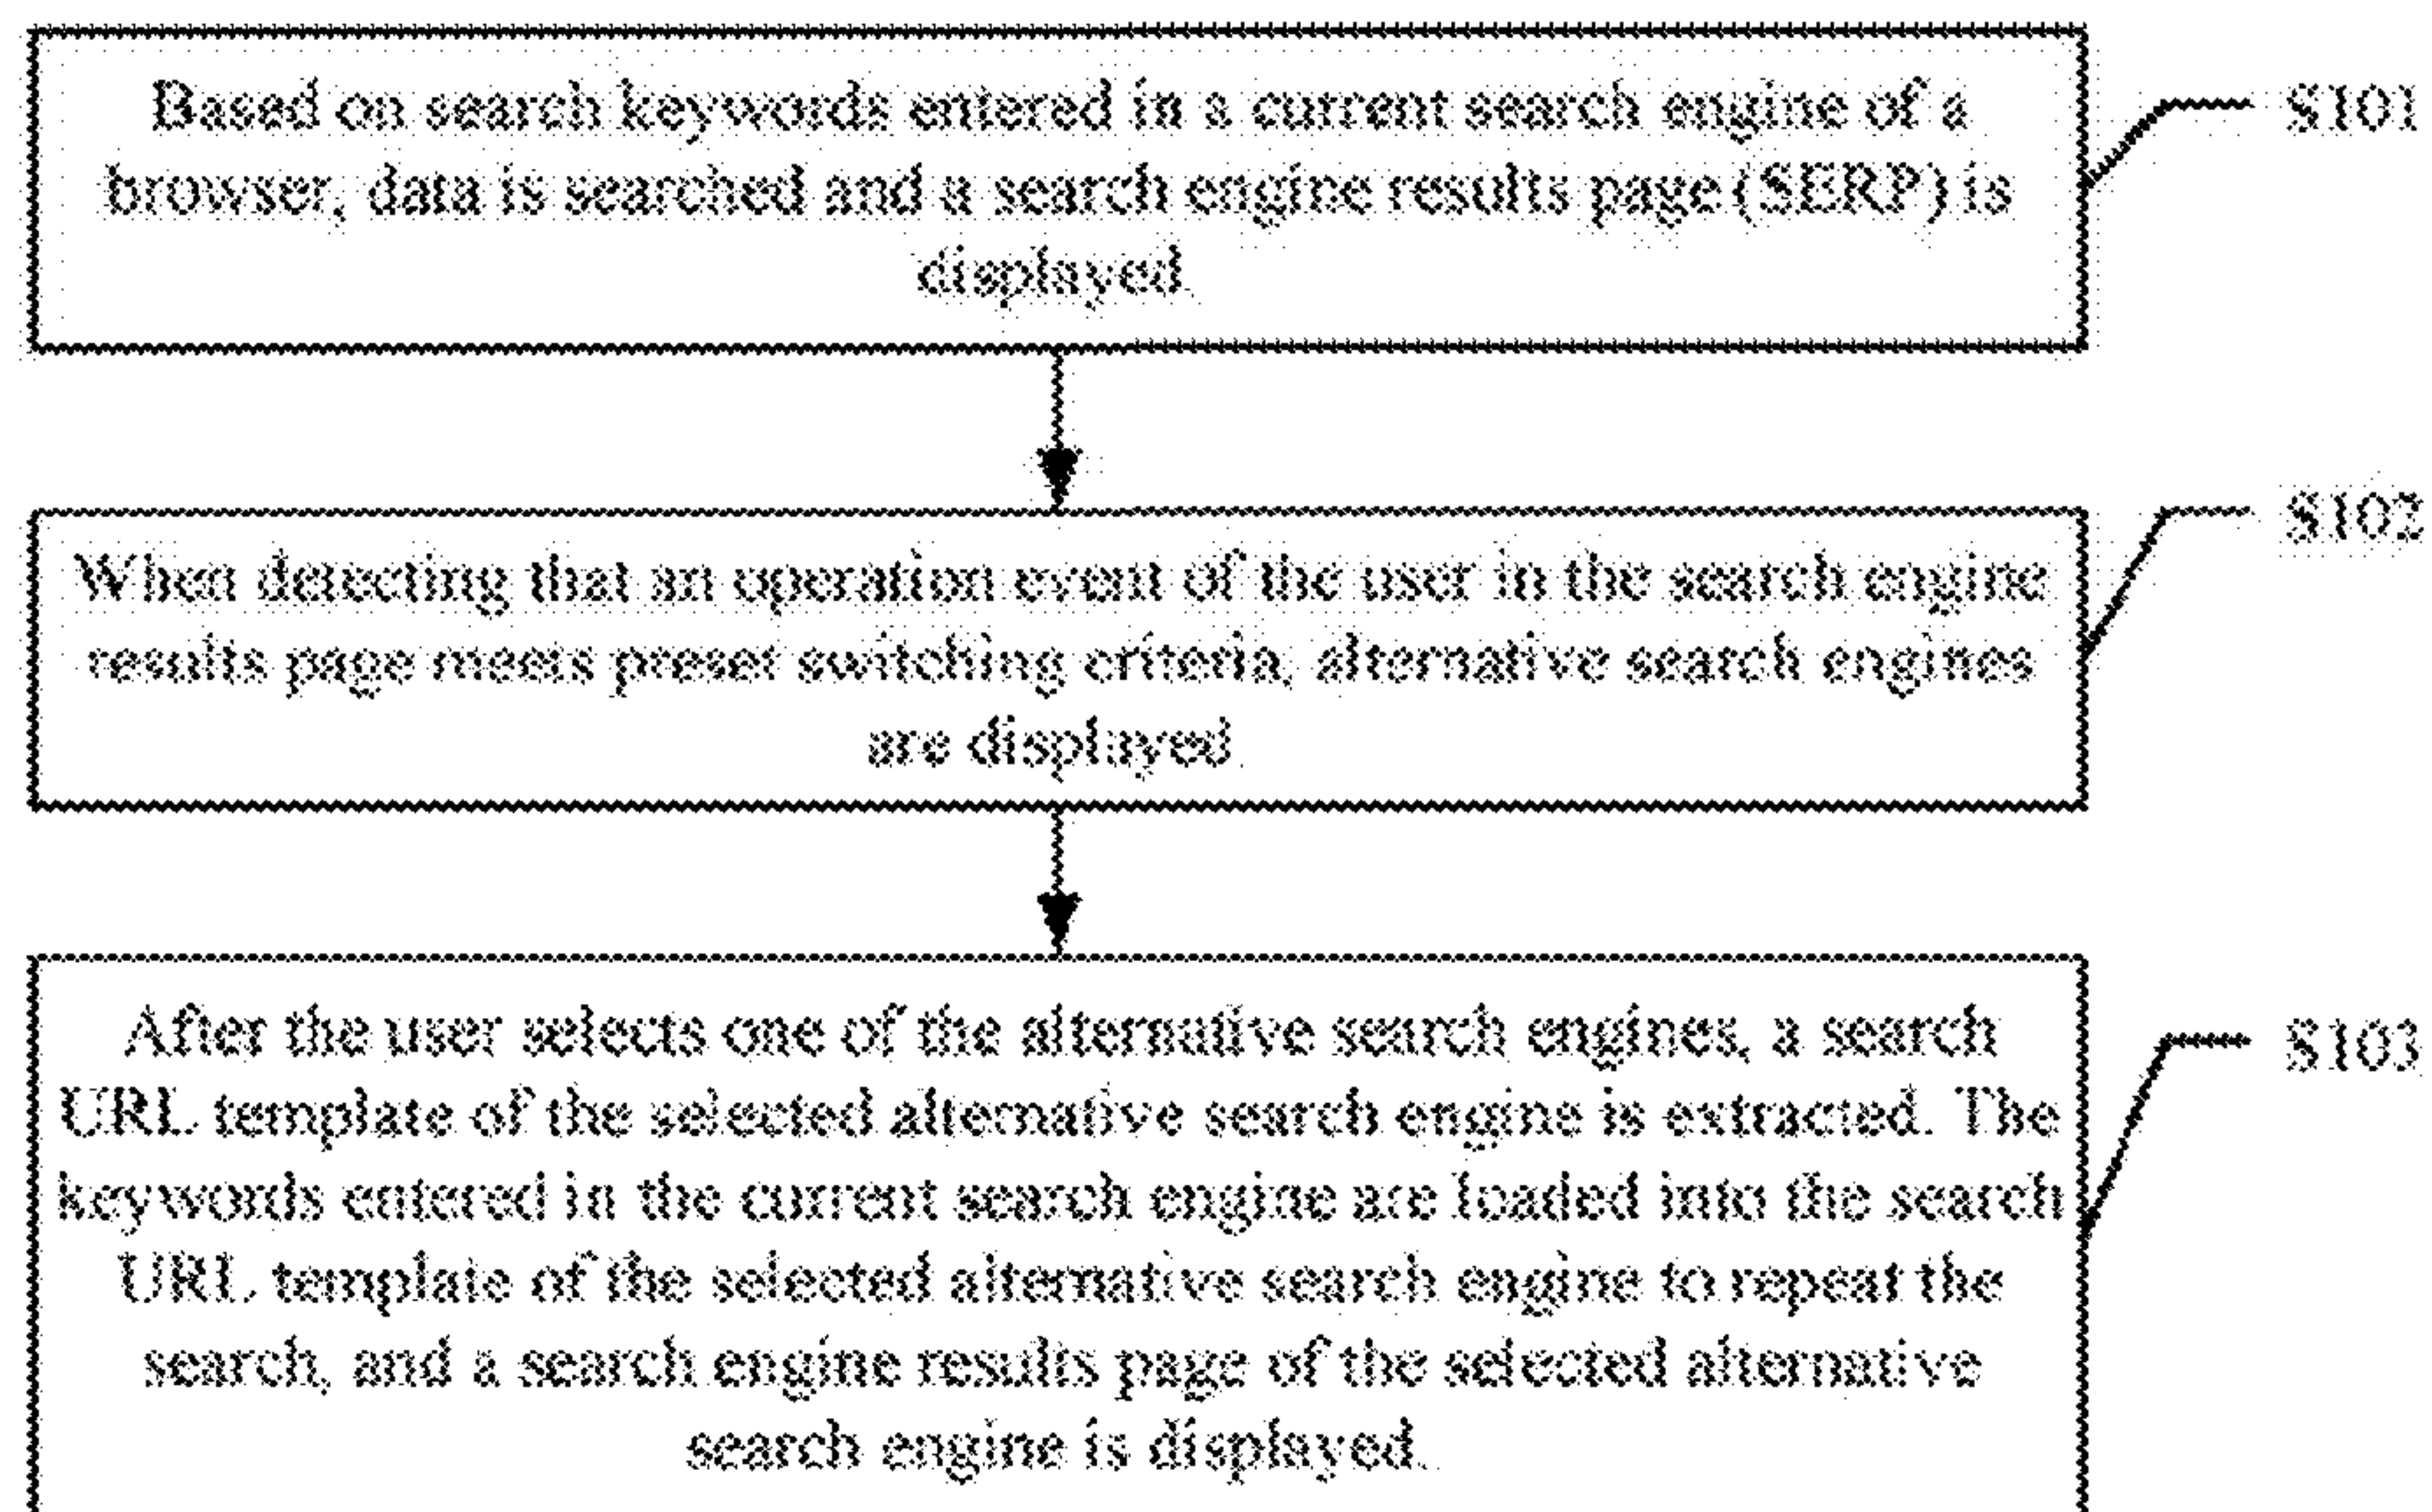 Based on search keywords entered in a current search engine of a
browser, data is searched and a search engine results page (SERP) is
displayed.
S101
When detecting that an operation event of the user in the search engine
results page meets preset switching criteria, alternative search engines
are displayed.
S102
After the user selects one of the alternative search engines, a search
URL template of the selected alternative search engine is extracted. The
keywords entered in the current search engine are loaded into the search
URL template of the selected alternative search engine to repeat the
search, and a search engine results page of the selected alternative
search engine is displayed.
S103